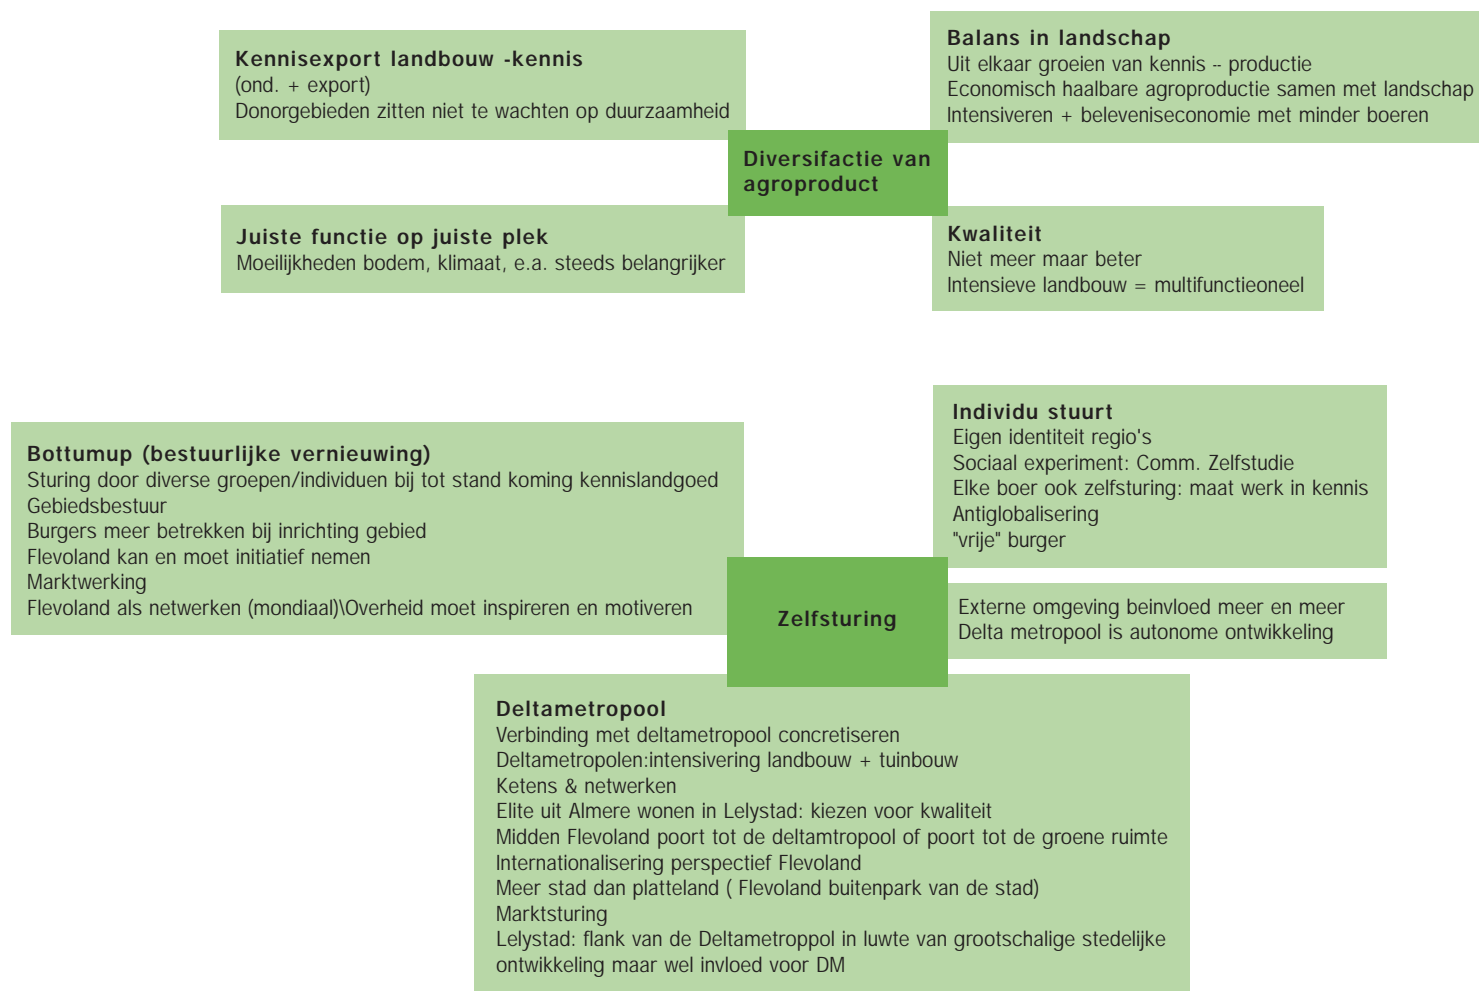 Kennisexport landbouw -kennis
(ond. + export)
Donorgebieden zitten niet te wachten op duurzaamheid
Balans in landschap
Uit elkaar groeien van kennis -- productie
Economisch haalbare agroproductie samen met landschap
Intensiveren + beleveniseconomie met minder boeren
Diversifactie van
agroproduct
Juiste functie op juiste plek
Moeilijkheden bodem, klimaat, e.a. steeds belangrijker
Kwaliteit
Niet meer maar beter
Intensieve landbouw = multifunctieoneel
Bottumup (bestuurlijke vernieuwing)
Sturing door diverse groepen/individuen bij tot stand koming kennislandgoed
Gebiedsbestuur
Burgers meer betrekken bij inrichting gebied
Flevoland kan en moet initiatief nemen
Marktwerking
Flevoland als netwerken (mondiaal)\Overheid moet inspireren en motiveren
Individu stuurt
Eigen identiteit regio's
Sociaal experiment: Comm. Zelfstudie
Elke boer ook zelfsturing: maat werk in kennis
Antiglobalisering
"vrije" burger
Zelfsturing
Externe omgeving beinvloed meer en meer
Delta metropool is autonome ontwikkeling
Deltametropool
Verbinding met deltametropool concretiseren
Deltametropolen:intensivering landbouw + tuinbouw
Ketens & netwerken
Elite uit Almere wonen in Lelystad: kiezen voor kwaliteit
Midden Flevoland poort tot de deltamtropool of poort tot de groene ruimte
Internationalisering perspectief Flevoland
Meer stad dan platteland ( Flevoland buitenpark van de stad)
Marktsturing
Lelystad: flank van de Deltametroppol in luwte van grootschalige stedelijke
ontwikkeling maar wel invloed voor DM